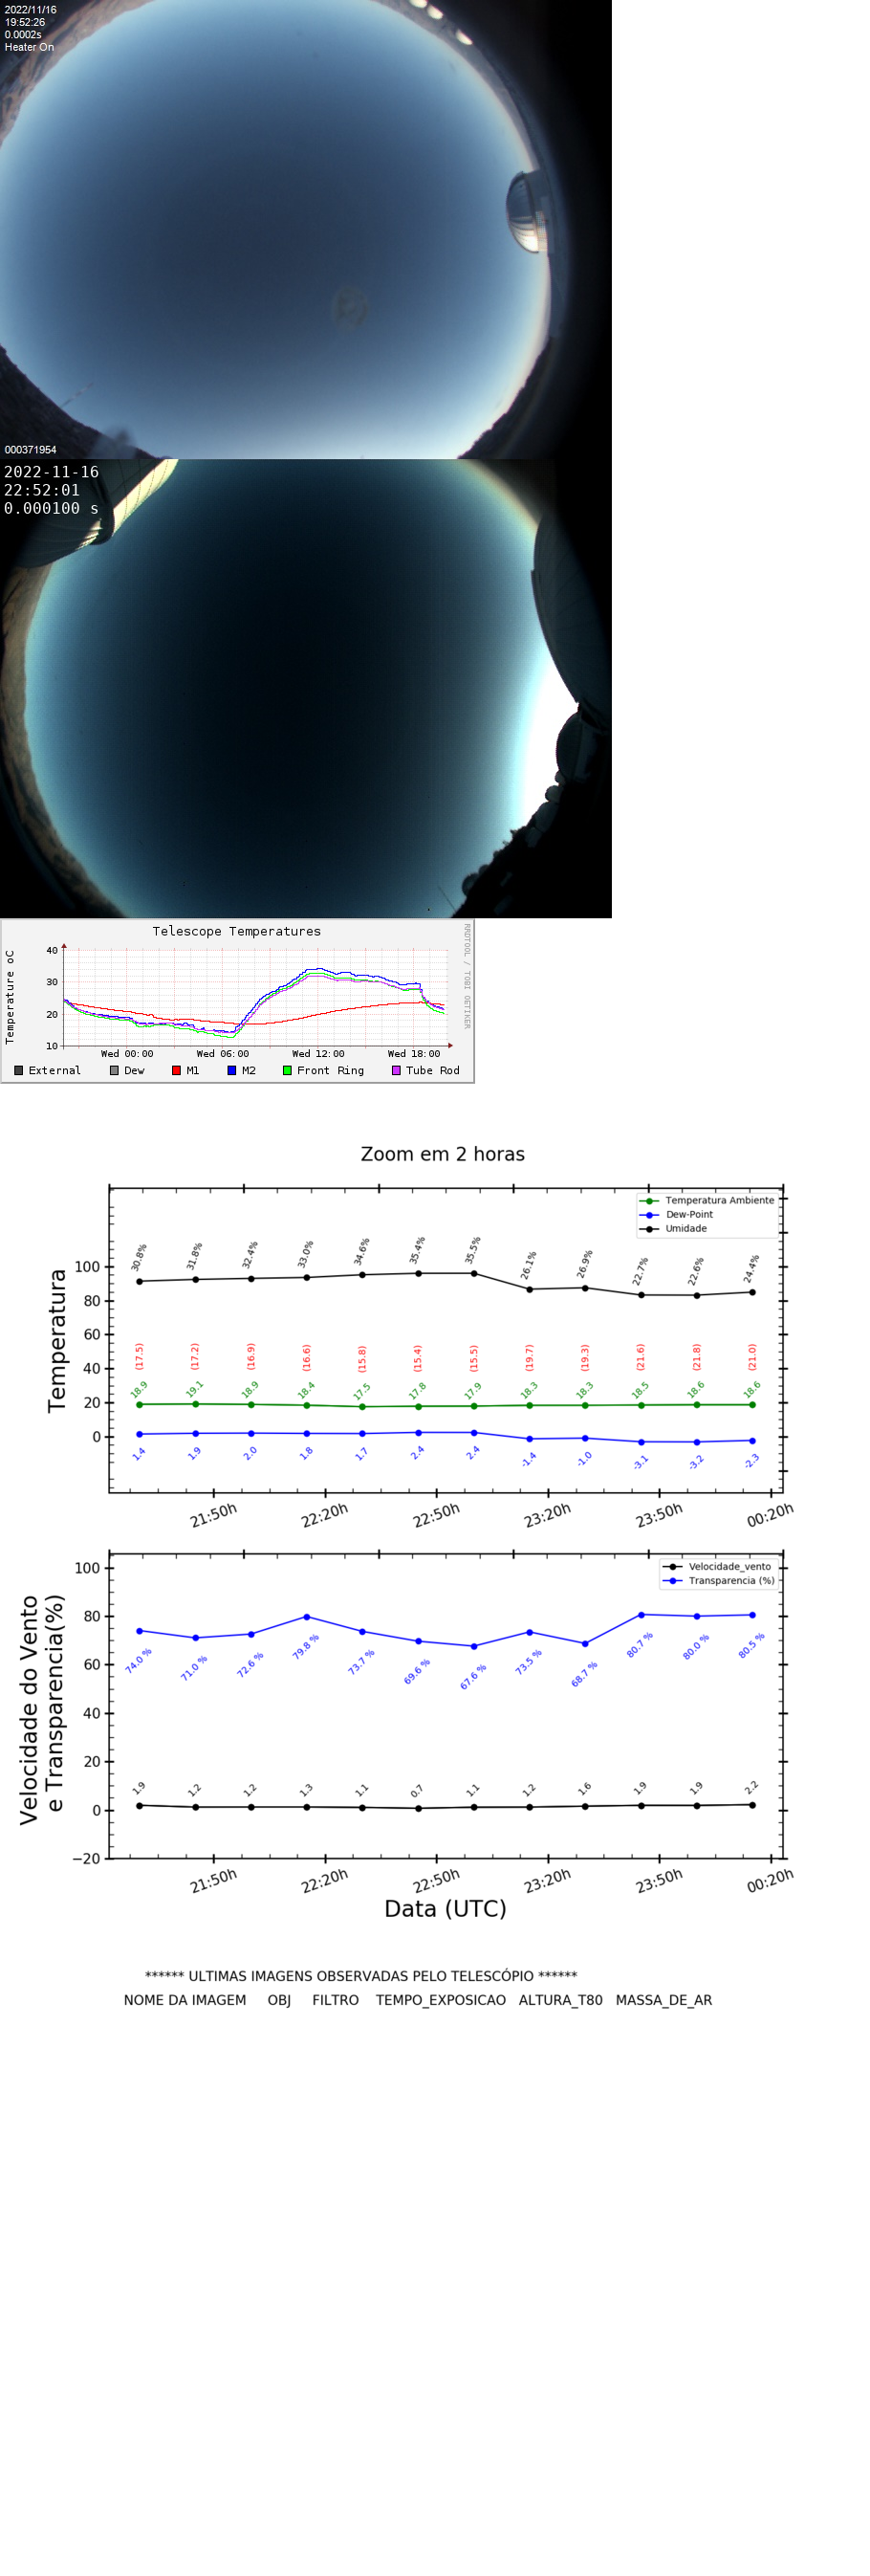 2022/11/16
19:52:26
0.0002s
Heater On
000371954
2022-11-16
22:52:01
0.000100 s
Telescope Temperatures
RRDTOOL / TOBI OETIKER
Temperature oC
40
30
20
10
Wed 00:00 Wed 06:00 Wed 12:00 Wed 18:00
External Dew M1 M2 Front Ring Tube Rod
Zoom em 2 horas
Temperatura Ambiente
Dew-Point
Umidade
Temperatura
100
80
60
40
20
0
30.8% 31.8% 32.4% 33.0% 34.6% 35.4% 35.5% 26.1% 26.9% 22.7% 22.6% 24.4%
(17.5) (17.2) (16.9) (16.6) (15.8) (15.4) (15.5) (19.7) (19.3) (21.6) (21.8) (21.0)
18.9 19.1 18.9 18.4 17.5 17.8 17.9 18.3 18.3 18.5 18.6 18.6
1.4 1.9 2.0 1.8 1.7 2.4 2.4 -1.4 -1.0 -3.1 -3.2 -2.3
21:50h 22:20h 22:50h 23:20h 23:50h 00:20h
Velocidade_vento
Transparencia (%)
Velocidade do Vento
e Transparencia(%)
100
80
60
40
20
0
−20
74.0 % 71.0 % 72.6 % 79.8 % 73.7 % 69.6 % 67.6 % 73.5 % 68.7 % 80.7 % 80.0 % 80.5 %
1.9 1.2 1.2 1.3 1.1 0.7 1.1 1.2 1.6 1.9 1.9 2.2
21:50h 22:20h 22:50h 23:20h 23:50h 00:20h
Data (UTC)
****** ULTIMAS IMAGENS OBSERVADAS PELO TELESCÓPIO ******
NOME DA IMAGEM OBJ FILTRO TEMPO_EXPOSICAO ALTURA_T80 MASSA_DE_AR